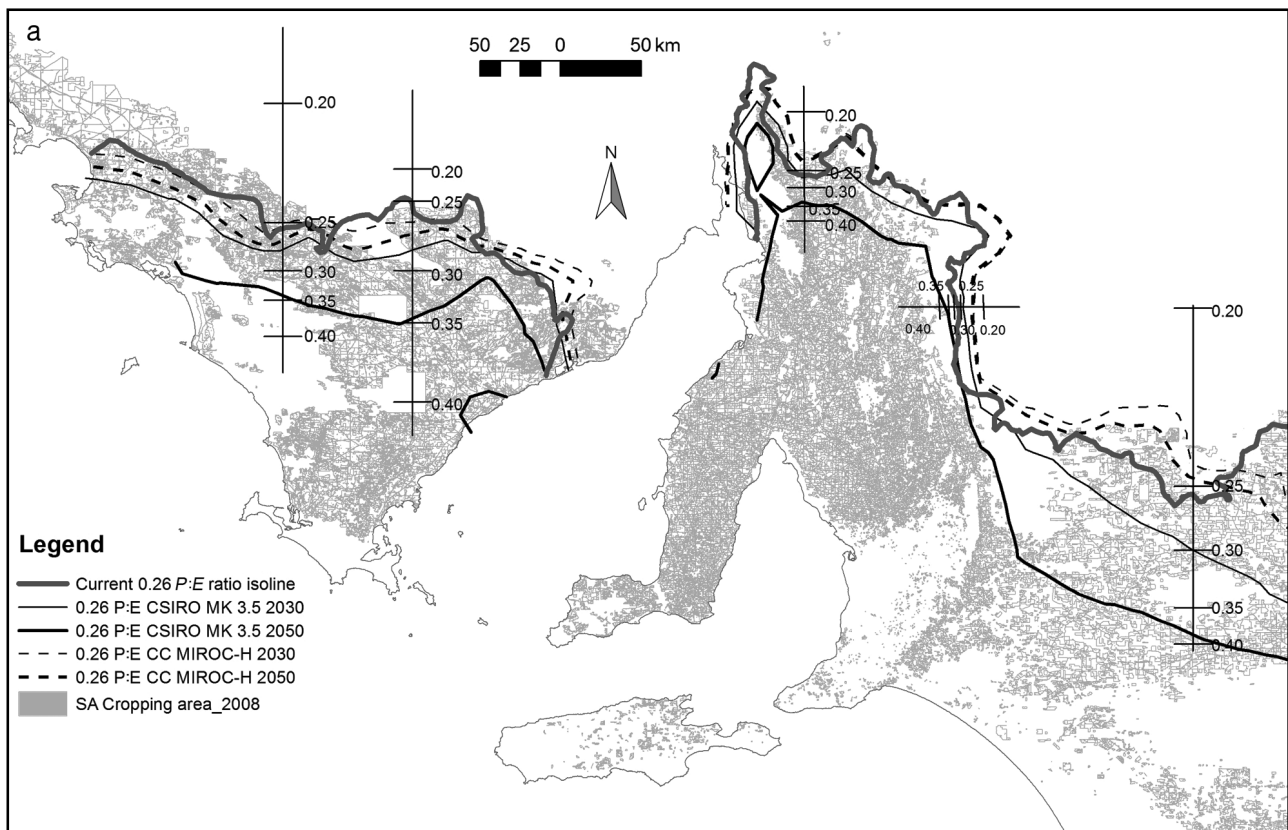 a
50 25 0 50 km
N
0.20
0.25
0.30
0.35
0.40
0.20
0.25
0.30
0.35
0.40
0.20
0.25
0.30
0.35
0.40
0.35 0.25
0.40 0.30 0.20
0.20
0.25
0.30
0.35
0.40
Legend
Current 0.26 P:E ratio isoline
0.26 P:E CSIRO MK 3.5 2030
0.26 P:E CSIRO MK 3.5 2050
0.26 P:E CC MIROC-H 2030
0.26 P:E CC MIROC-H 2050
SA Cropping area_2008